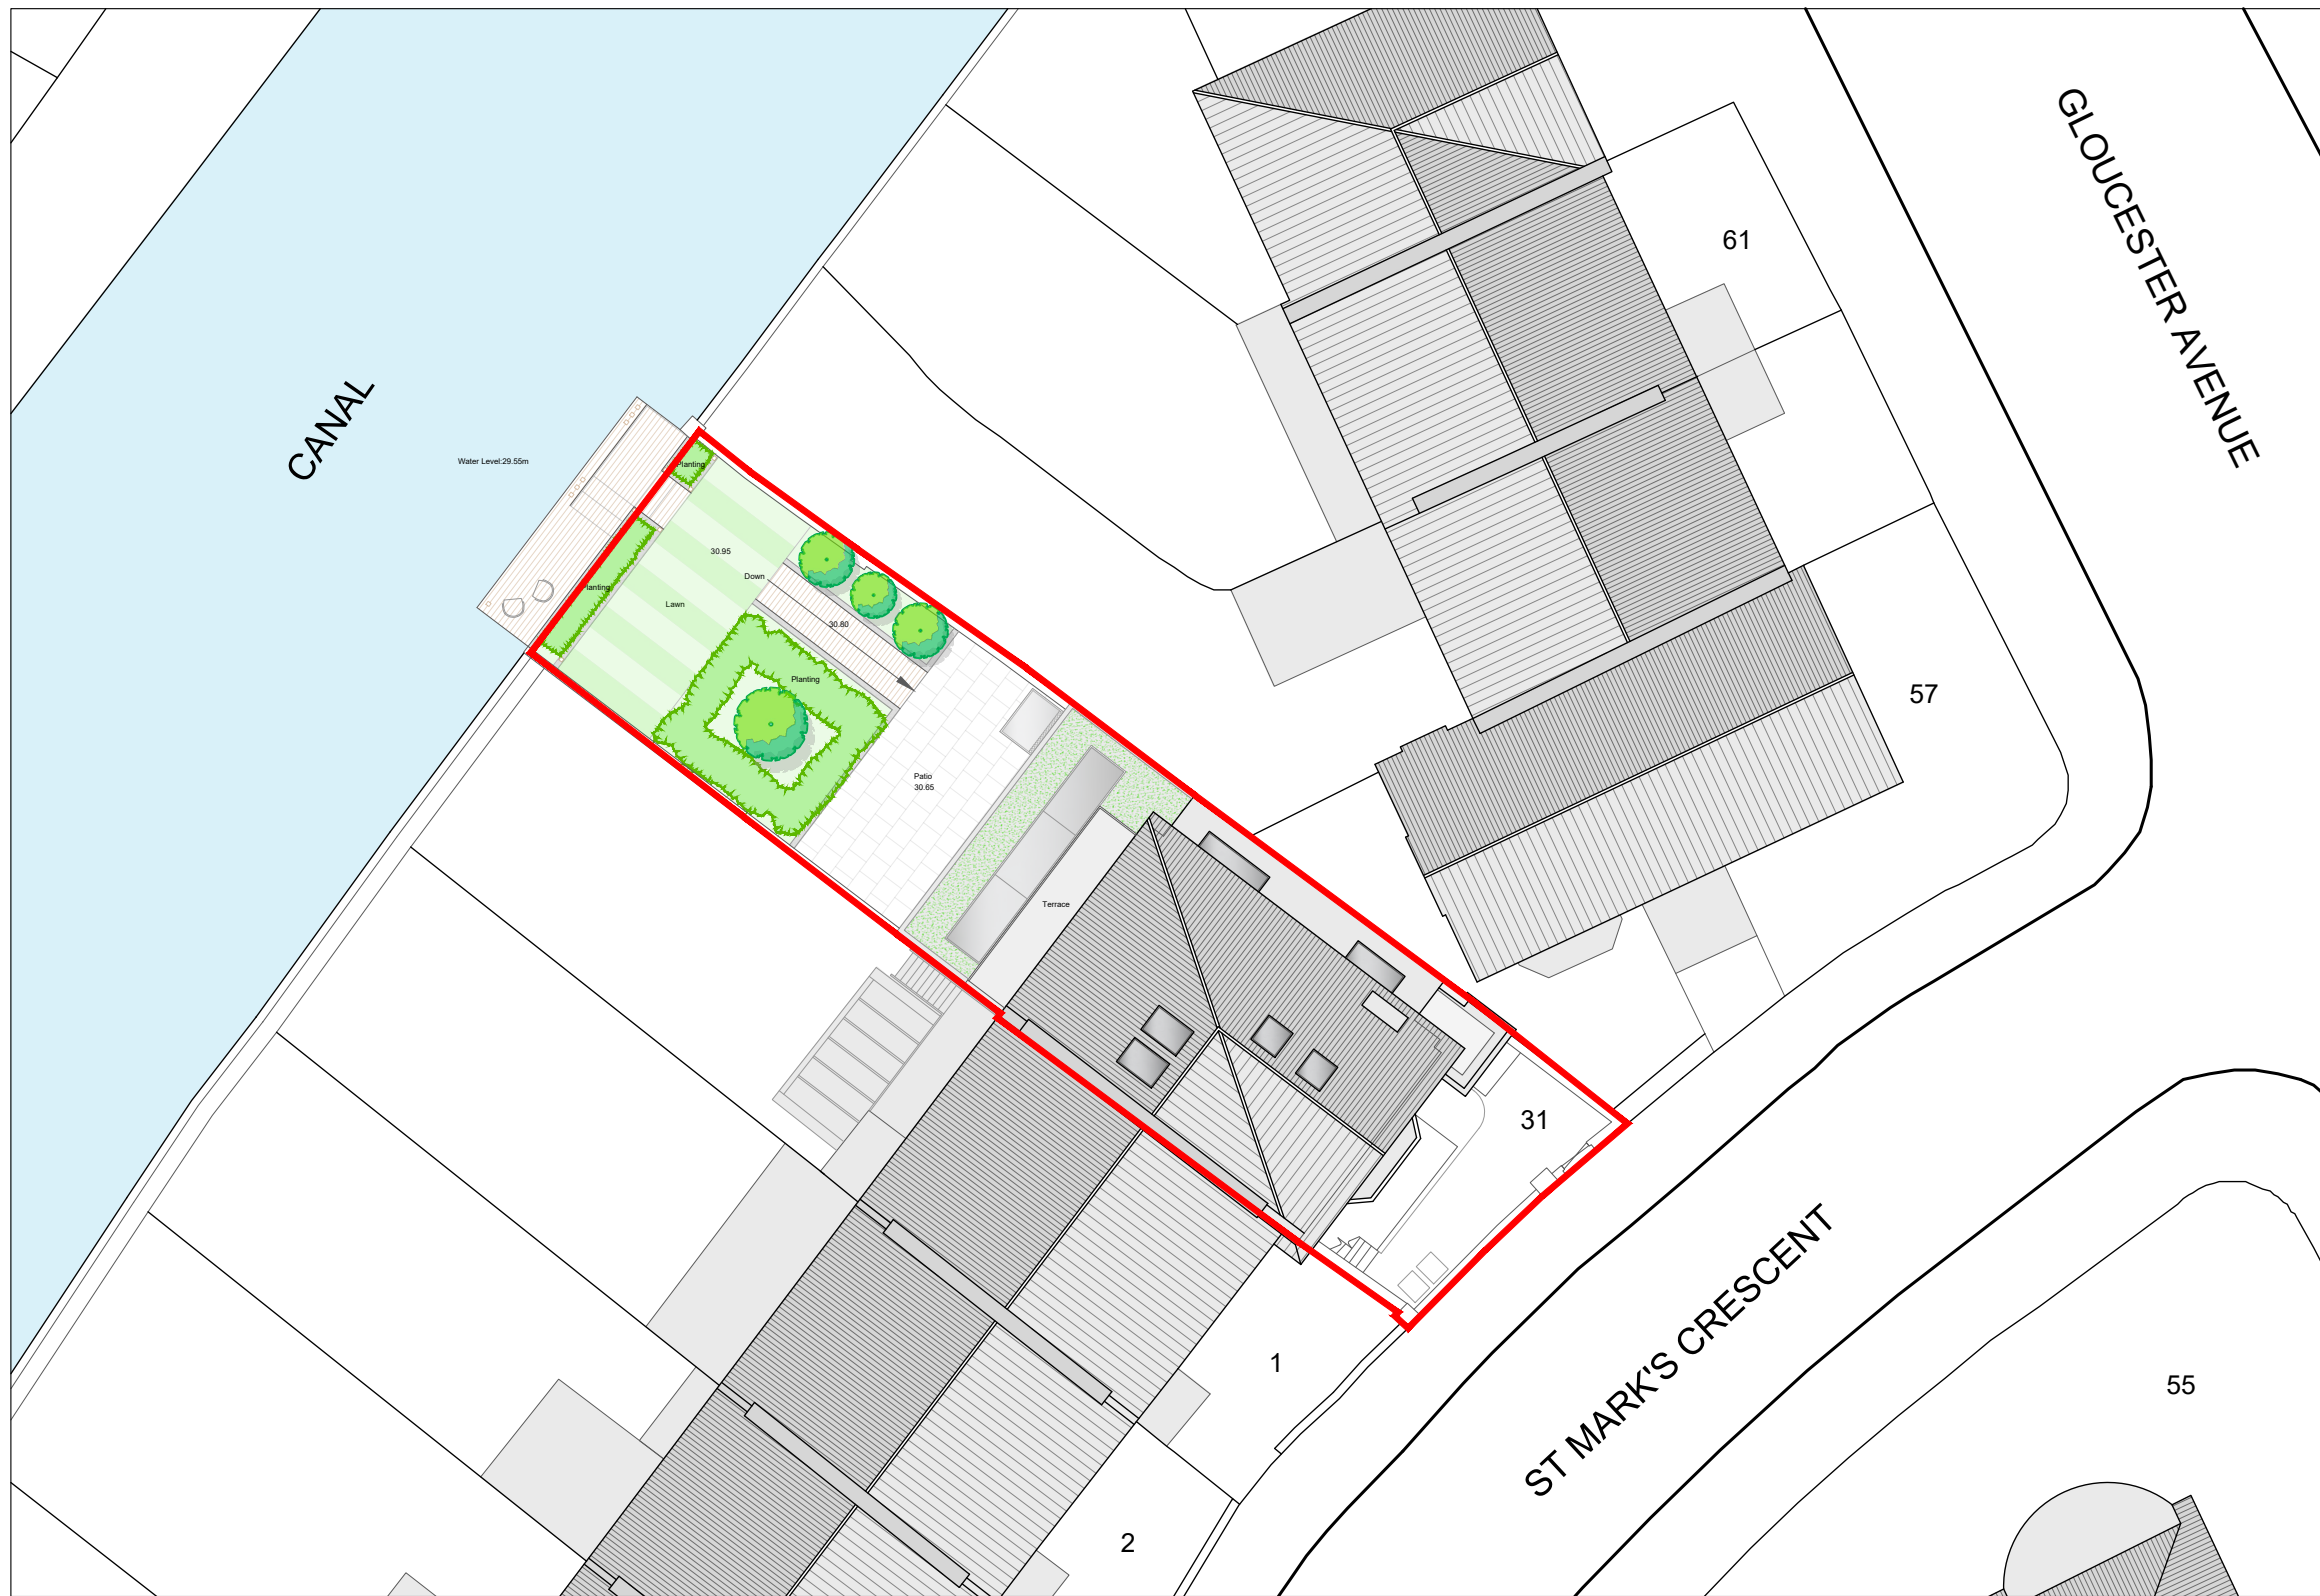 GLOUCESTER AVENUE
61
CANAL
Water Level:29.55m
Planting
30.95
Down
Planting
Lawn
30.80
Planting
57
Patio
30.65
Terrace
31
ST MARK'S CRESCENT
1
55
2